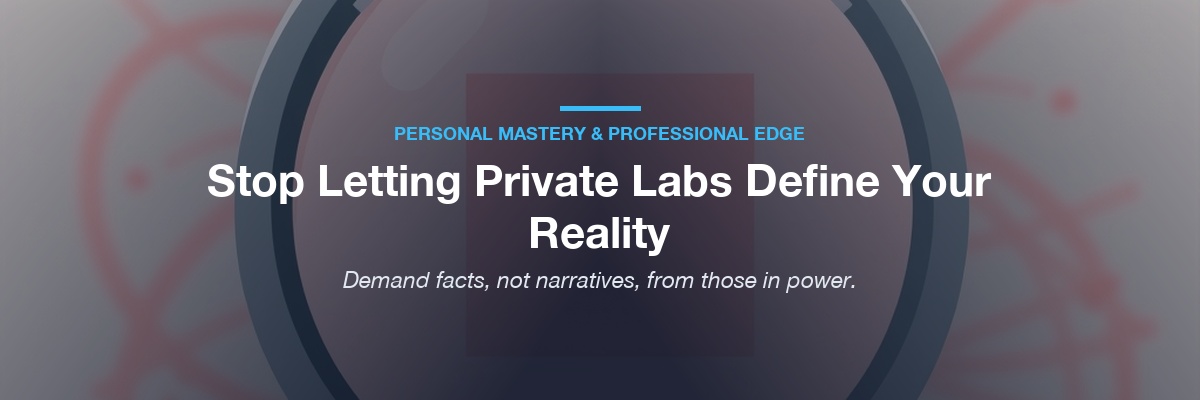 PERSONAL MASTERY & PROFESSIONAL EDGE
Stop Letting Private Labs Define Your
Reality
Demand facts, not narratives, from those in power.